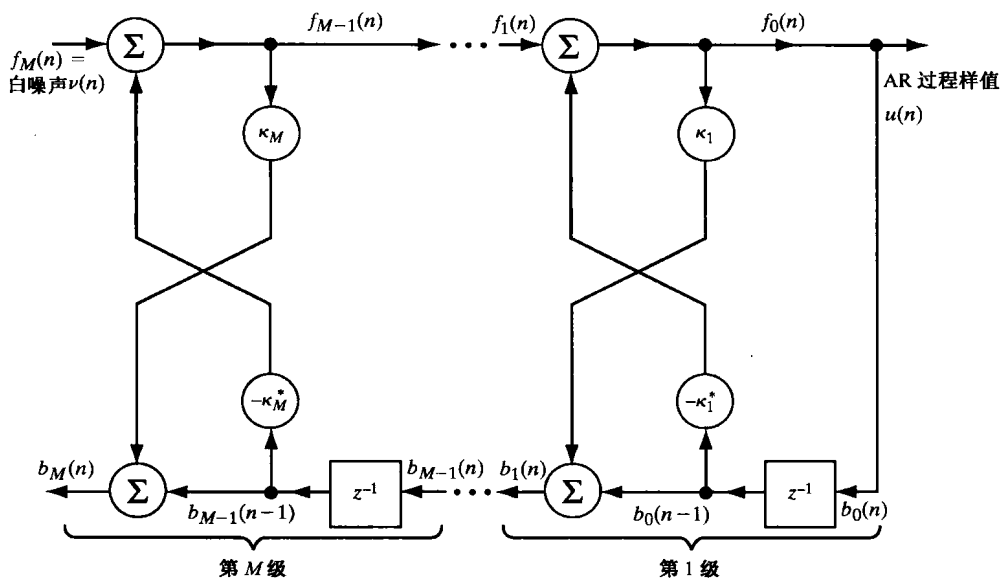 f_{M-1}(n)
f_1(n)
f_0(n)
Σ
Σ
f_M(n) =
白噪声ν(n)
AR 过程样值
u(n)
κ_M
κ_1
-κ_M^*
-κ_1^*
b_M(n)
Σ
z^{-1}
b_{M-1}(n)
b_1(n)
Σ
z^{-1}
b_{M-1}(n-1)
b_0(n-1)
b_0(n)
第 M 级
第 1 级